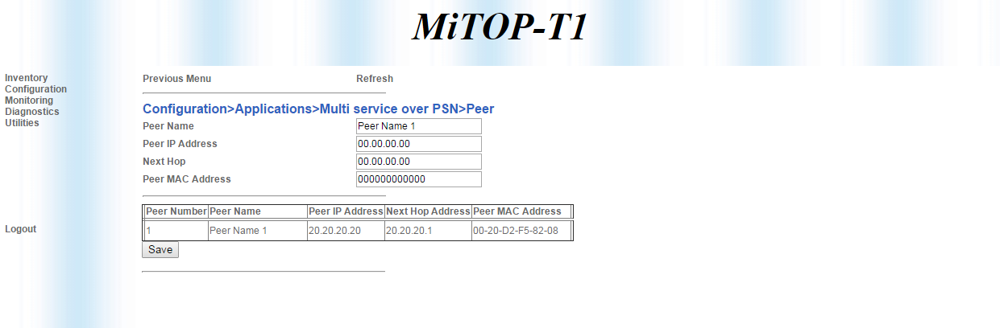 MiTOP-T1
Inventory
Configuration
Monitoring
Diagnostics
Utilities
Logout
Previous Menu Refresh
Configuration>Applications>Multi service over PSN>Peer
Peer Name Peer Name 1
Peer IP Address 00.00.00.00
Next Hop 00.00.00.00
Peer MAC Address 000000000000
Peer Number Peer Name Peer IP Address Next Hop Address Peer MAC Address
1 Peer Name 1 20.20.20.20 20.20.20.1 00-20-D2-F5-82-08
Save